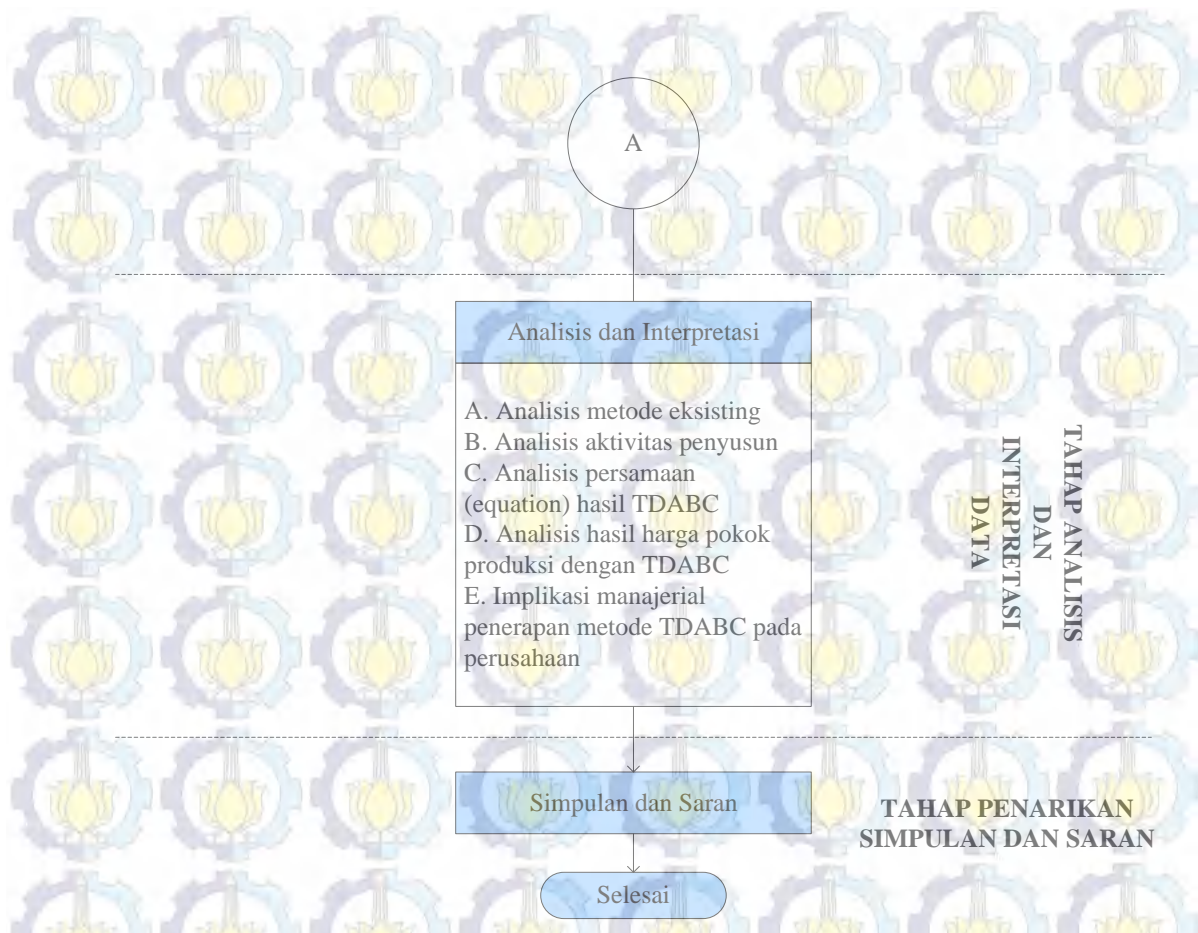 A
Analisis dan Interpretasi
A. Analisis metode eksisting
B. Analisis aktivitas penyusun
C. Analisis persamaan
(equation) hasil TDABC
D. Analisis hasil harga pokok
produksi dengan TDABC
E. Implikasi manajerial
penerapan metode TDABC pada
perusahaan
TAHAP ANALISIS
DAN
INTERPRETASI
DATA
Simpulan dan Saran
TAHAP PENARIKAN
SIMPULAN DAN SARAN
Selesai